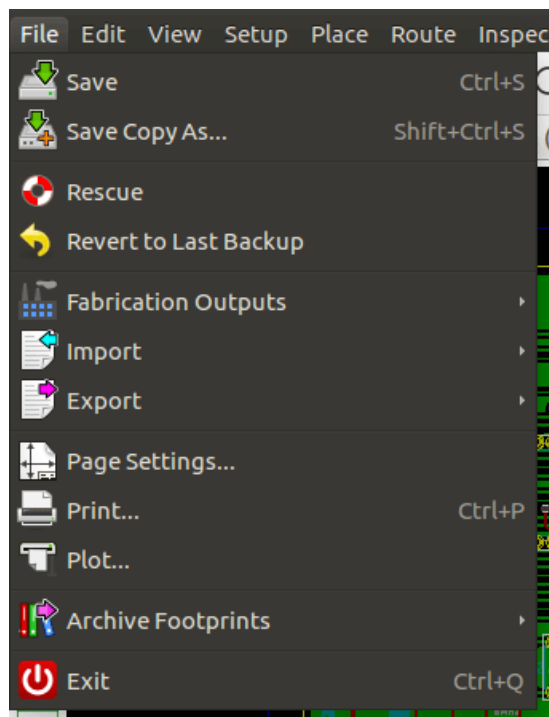 File Edit View Setup Place Route Inspec
Save Ctrl+S
Save Copy As... Shift+Ctrl+S
Rescue
Revert to Last Backup
Fabrication Outputs
Import
Export
Page Settings...
Print... Ctrl+P
Plot...
Archive Footprints
Exit Ctrl+Q